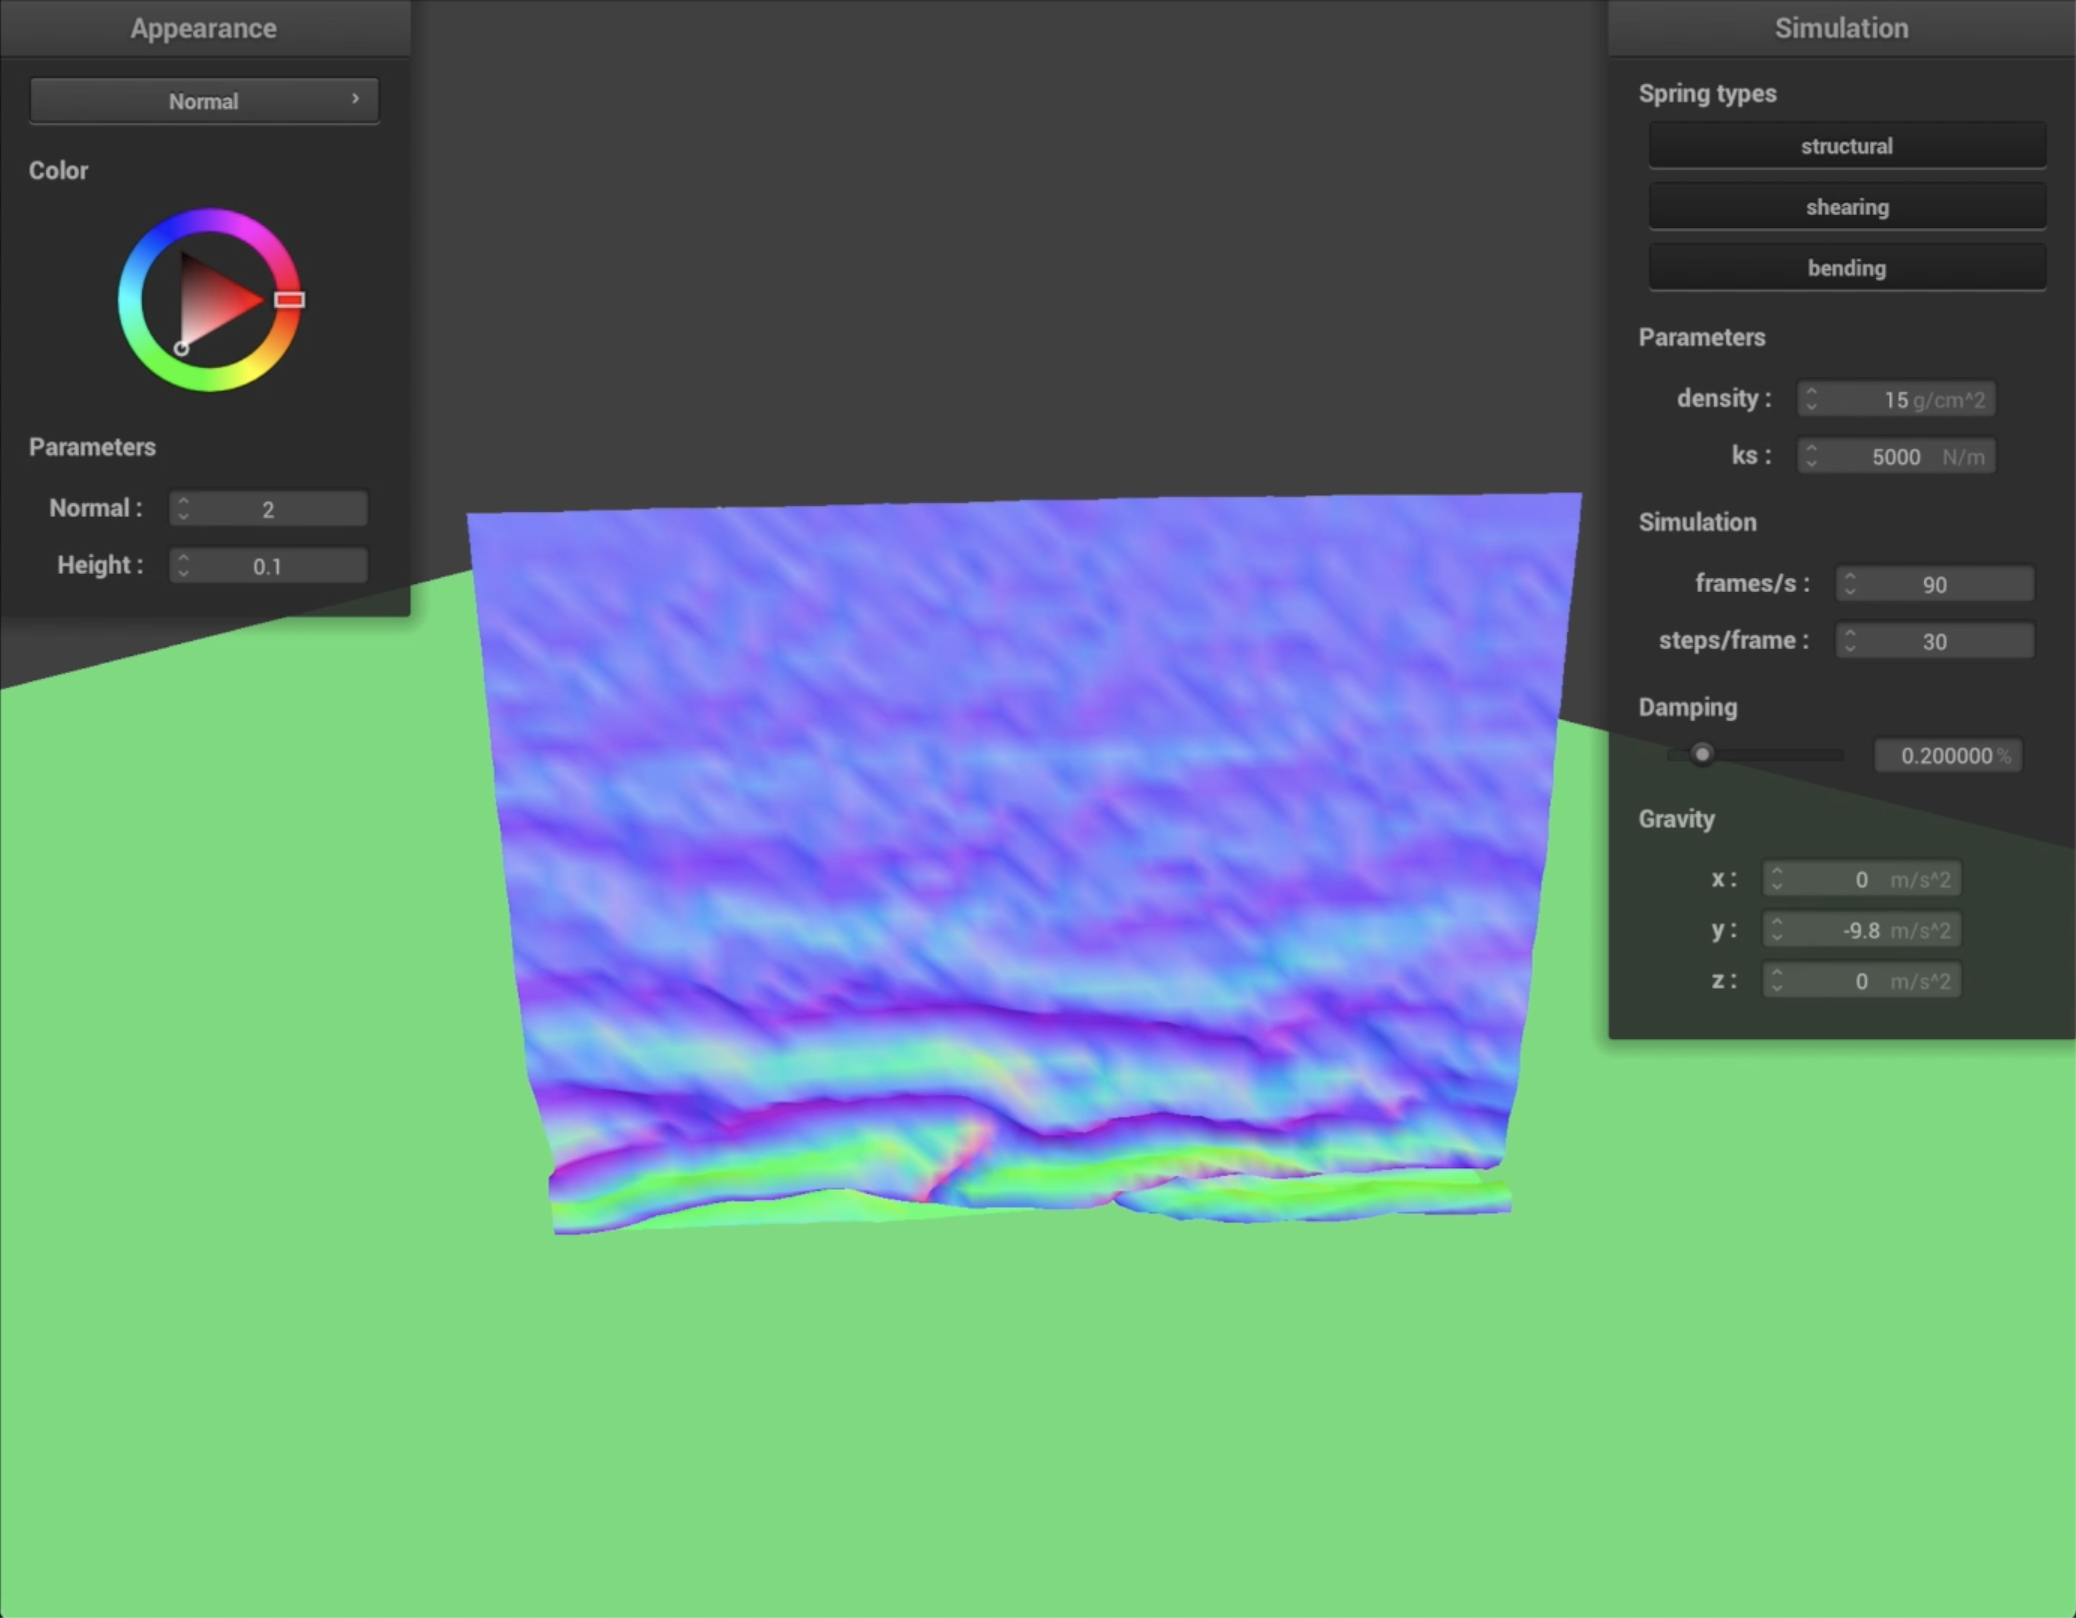 Appearance
Normal
Color
Parameters
Normal : 2
Height : 0.1
Simulation
Spring types
structural
shearing
bending
Parameters
density : 15 g/cm^2
ks : 5000 N/m
Simulation
frames/s : 90
steps/frame : 30
Damping
0.200000 %
Gravity
x : 0 m/s^2
y : -9.8 m/s^2
z : 0 m/s^2